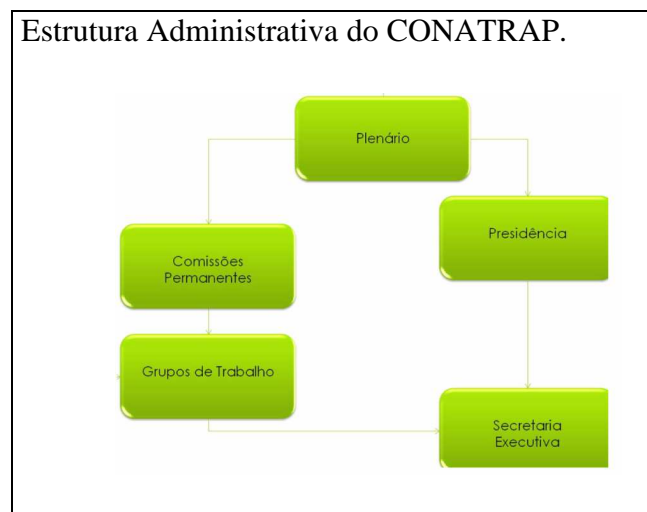 Estrutura Administrativa do CONATRAP.
Plenário
Presidência
Comissões
Permanentes
Grupos de Trabalho
Secretaria
Executiva